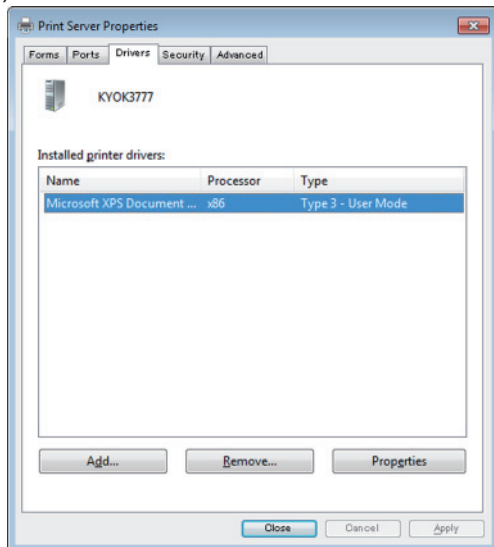 Print Server Properties
Forms Ports Drivers Security Advanced
KYOK3777
Installed printer drivers:
Name Processor Type
Microsoft XPS Document ... x86 Type 3 - User Mode
Add... Remove... Properties
Close Cancel Apply